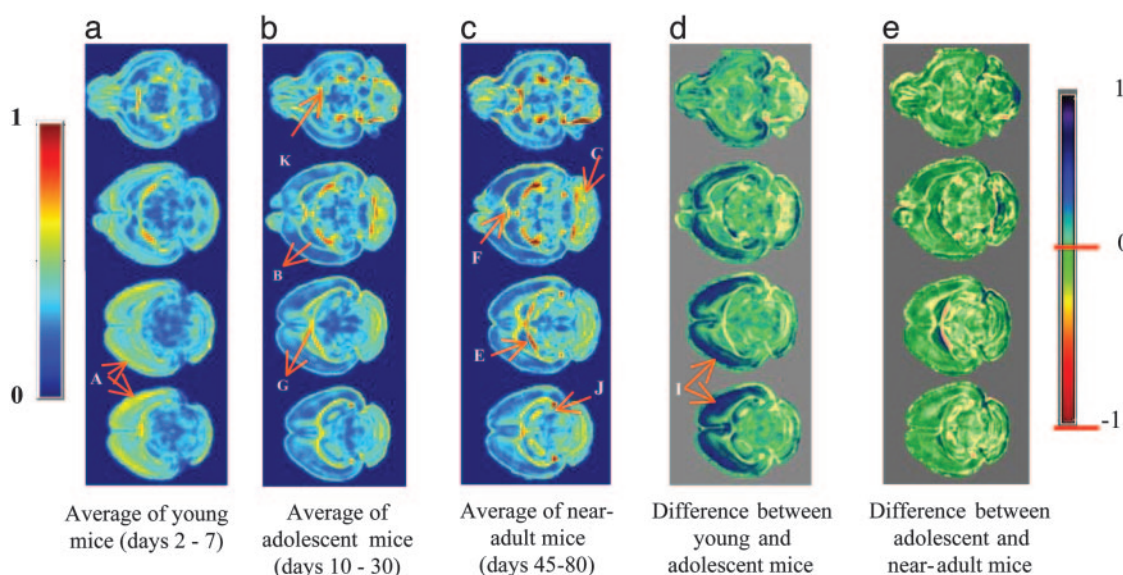 a
b
c
d
e
1
0
1
0
-1
K
C
B
F
A
G
E
J
I
Average of young
mice (days 2 - 7)
Average of
adolescent mice
(days 10 - 30)
Average of near-
adult mice
(days 45-80)
Difference between
young and
adolescent mice
Difference between
adolescent and
near-adult mice